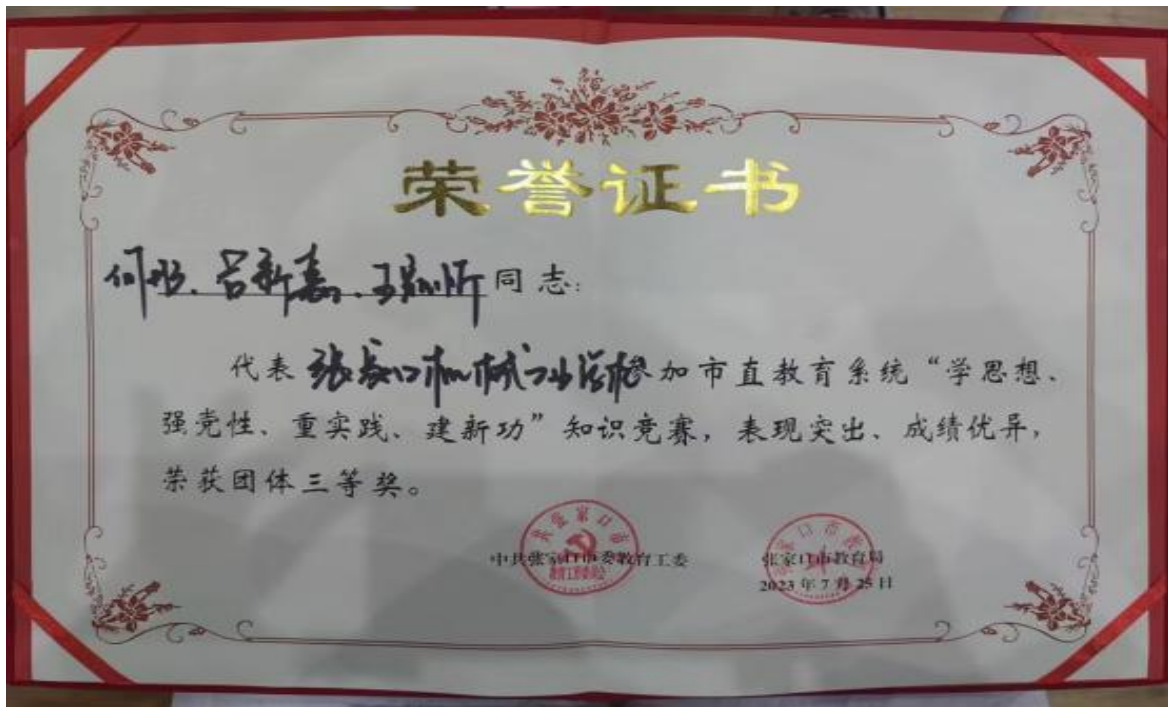 荣誉证书
同志:
代表张家口机械工业学校参加市直教育系统“学思想、
强党性、重实践、建新功”知识竞赛，表现突出、成绩优异，
荣获团体三等奖。
中共张家口市委教育工委
张家口市教育局
2023年7月25日